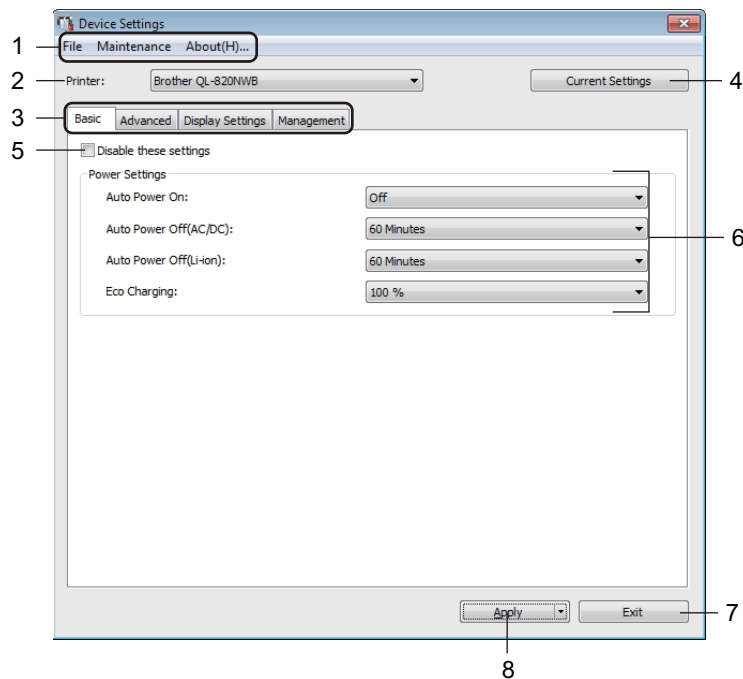 Device Settings
1 File Maintenance About(H)...
2 Printer: Brother QL-820NWB Current Settings 4
3 Basic Advanced Display Settings Management
5 Disable these settings
Power Settings
Auto Power On: Off
Auto Power Off(AC/DC): 60 Minutes
6
Auto Power Off(Li-ion): 60 Minutes
Eco Charging: 100 %
Apply Exit 7
8